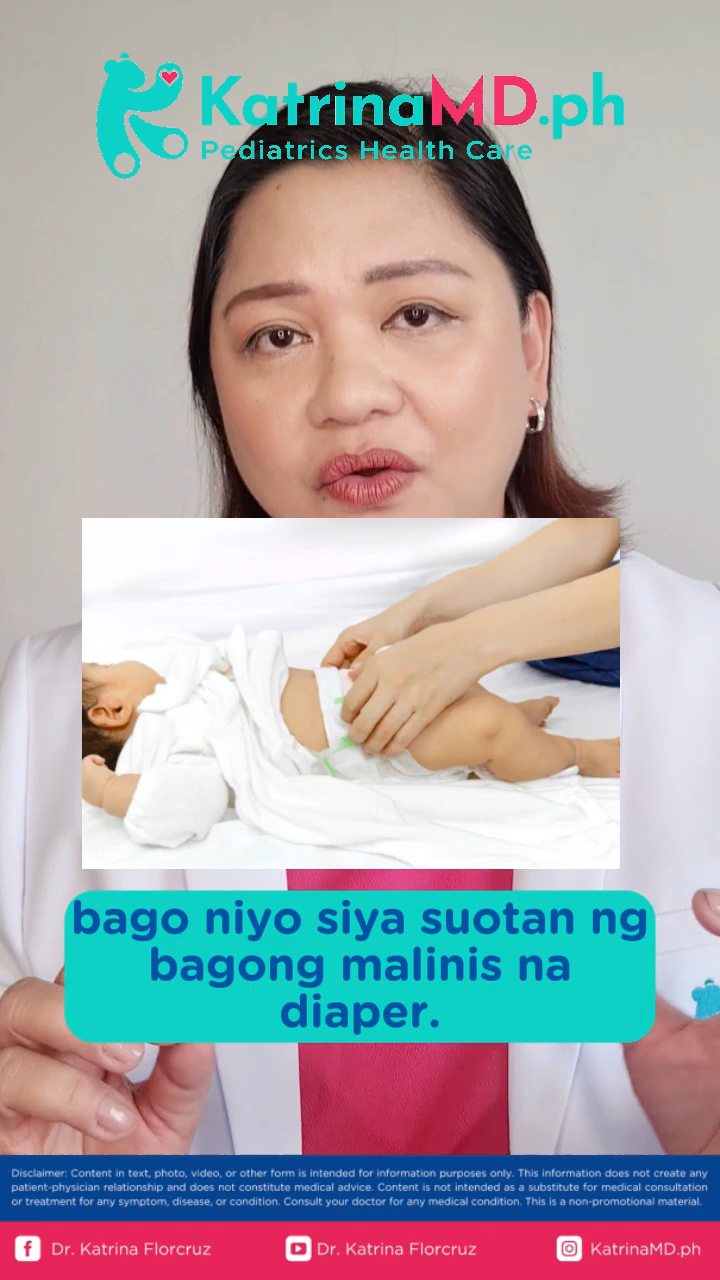 KatrinaMD.ph
Pediatrics Health Care
bago niyo siya suotan ng
bagong malinis na
diaper.
Disclaimer: Content in text, photo, video, or other form is intended for information purposes only. This information does not create any
patient-physician relationship and does not constitute medical advice. Content is not intended as a substitute for medical consultation
or treatment for any symptom, disease, or condition. Consult your doctor for any medical condition. This is a non-promotional material.
Dr. Katrina Florcruz
Dr. Katrina Florcruz
KatrinaMD.ph